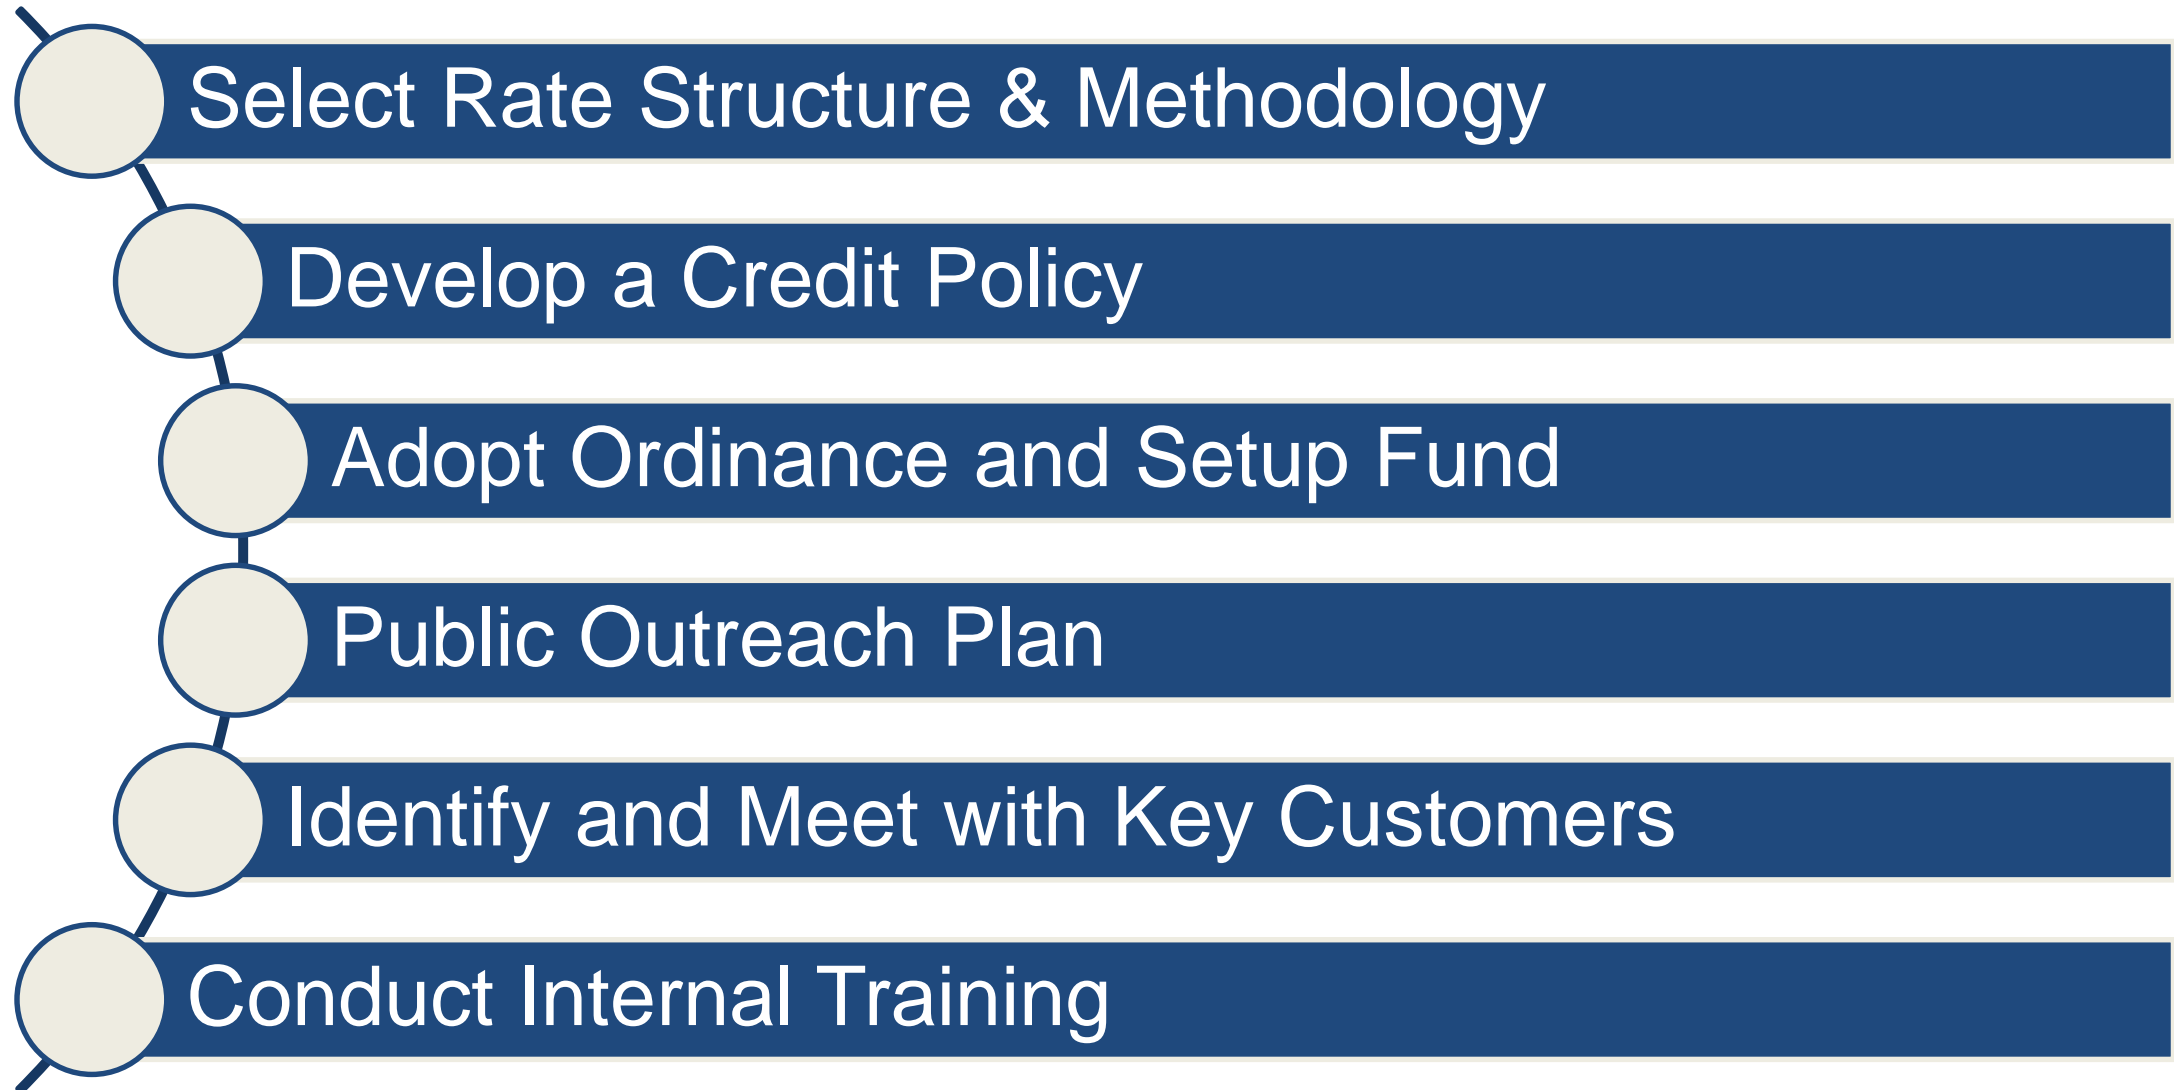 Select Rate Structure & Methodology
Develop a Credit Policy
Adopt Ordinance and Setup Fund
Public Outreach Plan
Identify and Meet with Key Customers
Conduct Internal Training